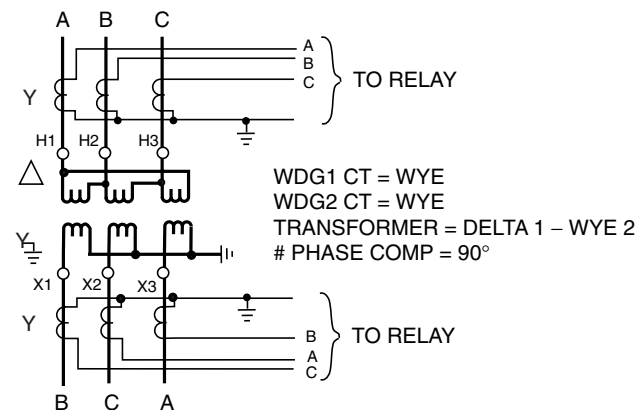 A B C
A
B
C
TO RELAY
Y
H1 H2 H3
△
WDG1 CT = WYE
WDG2 CT = WYE
TRANSFORMER = DELTA 1 – WYE 2
# PHASE COMP = 90°
Y
X1 X2 X3
Y
B
A
C
TO RELAY
B C A